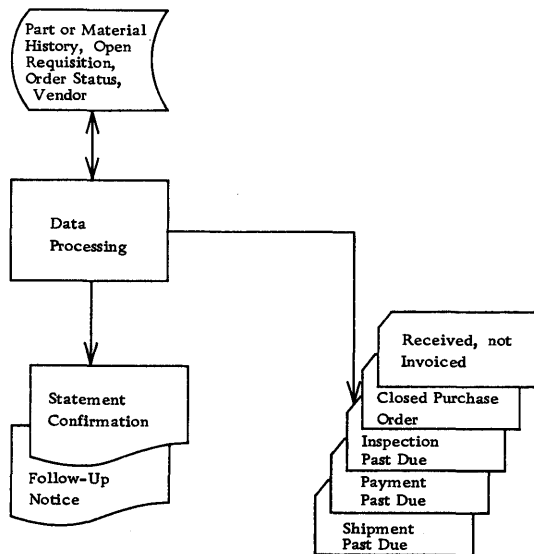 Part or Material
History, Open
Requisition,
Order Status,
Vendor
Data
Processing
Statement
Confirmation
Follow-Up
Notice
Received, not
Invoiced
Closed Purchase
Order
Inspection
Past Due
Payment
Past Due
Shipment
Past Due